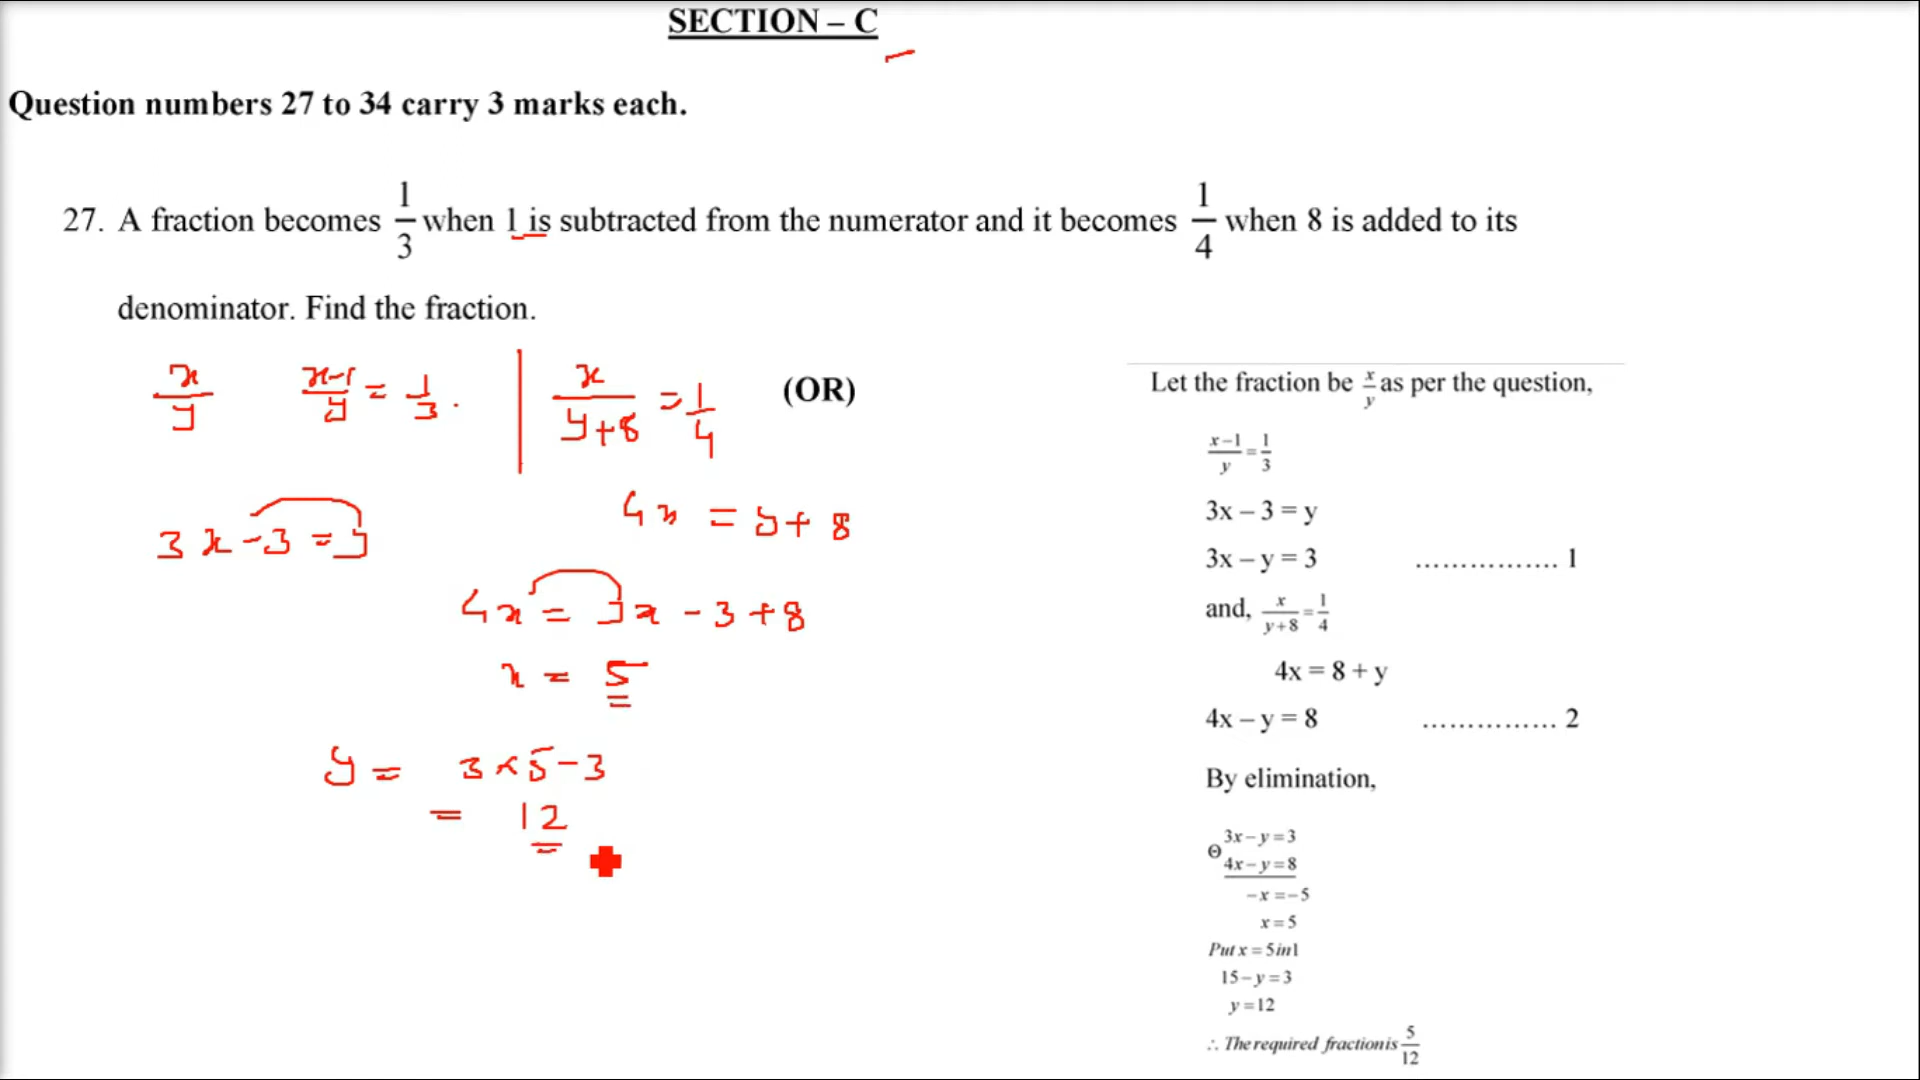 SECTION – C
Question numbers 27 to 34 carry 3 marks each.
27. A fraction becomes 1/3 when 1 is subtracted from the numerator and it becomes 1/4 when 8 is added to its
denominator. Find the fraction.
x/y
x-1/y = 1/3.
x/y+8 = 1/4
(OR)
3x - 3 = y
4x = y + 8
4x = 3x - 3 + 8
x = 5
y = 3 × 5 - 3
= 12
Let the fraction be x/y as per the question,
x-1/y = 1/3
3x – 3 = y
3x – y = 3 ................ 1
and, x/y+8 = 1/4
4x = 8 + y
4x – y = 8 ............... 2
By elimination,
3x – y = 3
Θ
4x – y = 8
–x = –5
x = 5
Put x = 5 in 1
15 – y = 3
y = 12
∴ The required fraction is 5/12